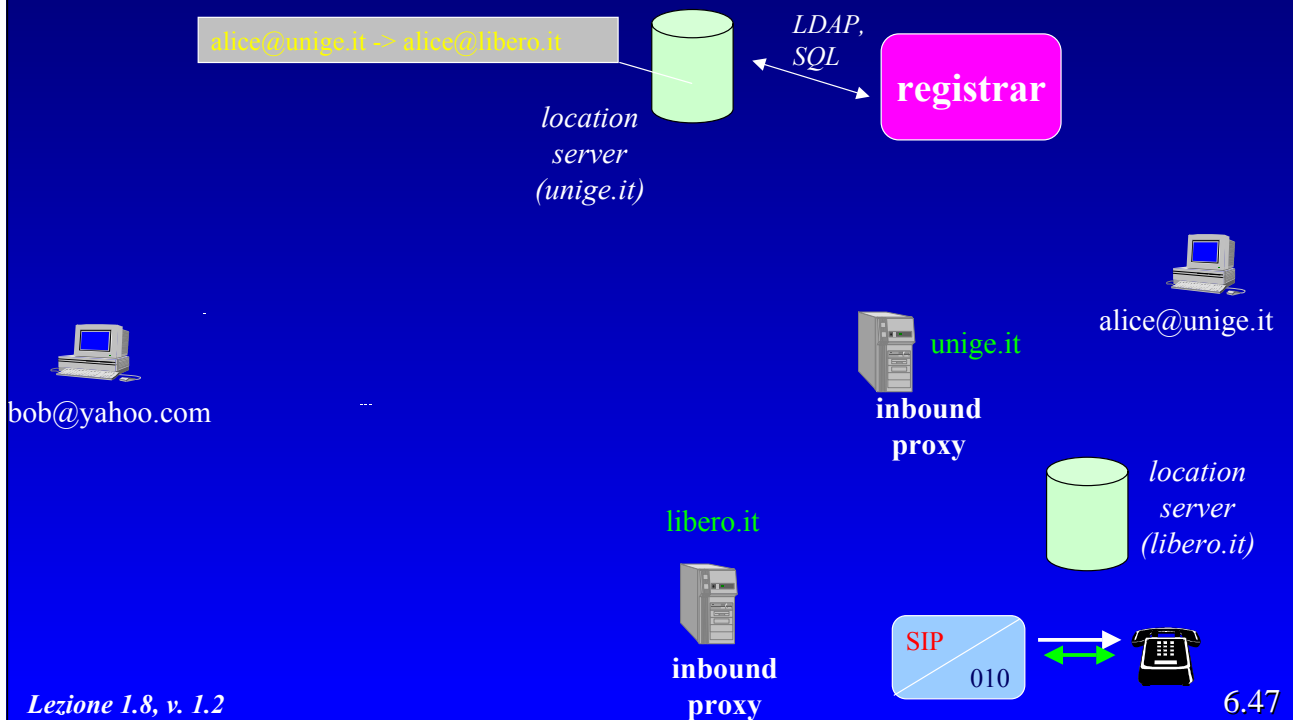 alice@unige.it -> alice@libero.it
LDAP,
SQL
registrar
location
server
(unige.it)
alice@unige.it
unige.it
bob@yahoo.com
inbound
proxy
location
server
(libero.it)
libero.it
SIP
010
inbound
proxy
Lezione 1.8, v. 1.2
6.47